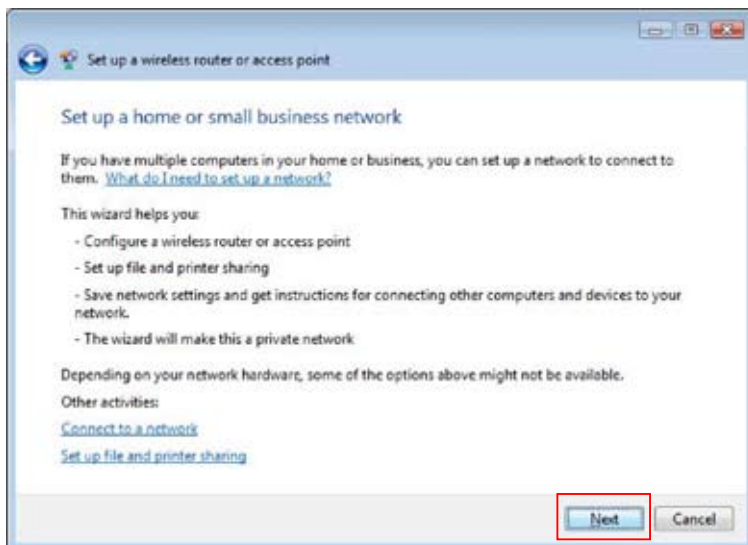 Set up a wireless router or access point
Set up a home or small business network
If you have multiple computers in your home or business, you can set up a network to connect to
them. What do I need to set up a network?
This wizard helps you:
- Configure a wireless router or access point
- Set up file and printer sharing
- Save network settings and get instructions for connecting other computers and devices to your
network.
- The wizard will make this a private network
Depending on your network hardware, some of the options above might not be available.
Other activities:
Connect to a network
Set up file and printer sharing
Next Cancel